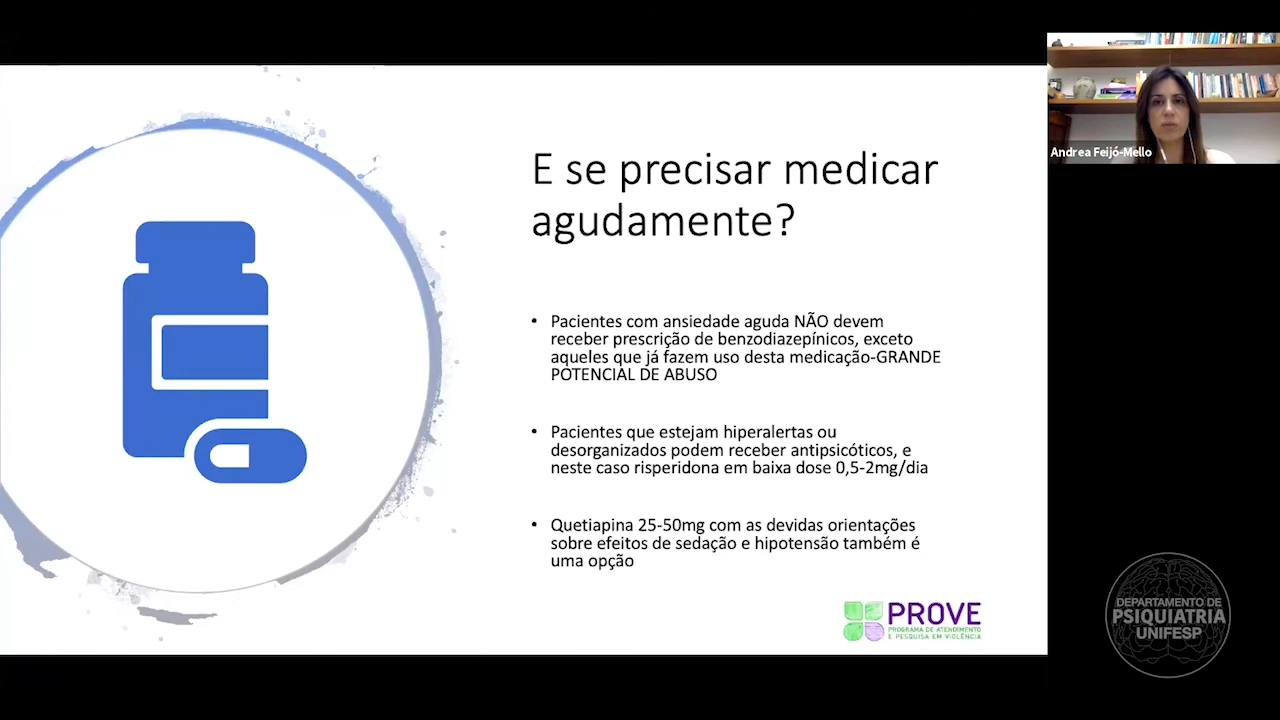 E se precisar medicar
agudamente?
• Pacientes com ansiedade aguda NÃO devem
receber prescrição de benzodiazepínicos, exceto
aqueles que já fazem uso desta medicação-GRANDE
POTENCIAL DE ABUSO
• Pacientes que estejam hiperalertas ou
desorganizados podem receber antipsicóticos, e
neste caso risperidona em baixa dose 0,5-2mg/dia
• Quetiapina 25-50mg com as devidas orientações
sobre efeitos de sedação e hipotensão também é
uma opção
PROVE
PROGRAMA DE ATENDIMENTO
E PESQUISA EM VIOLÊNCIA
Andrea Feijó-Mello
DEPARTAMENTO DE
PSIQUIATRIA
UNIFESP